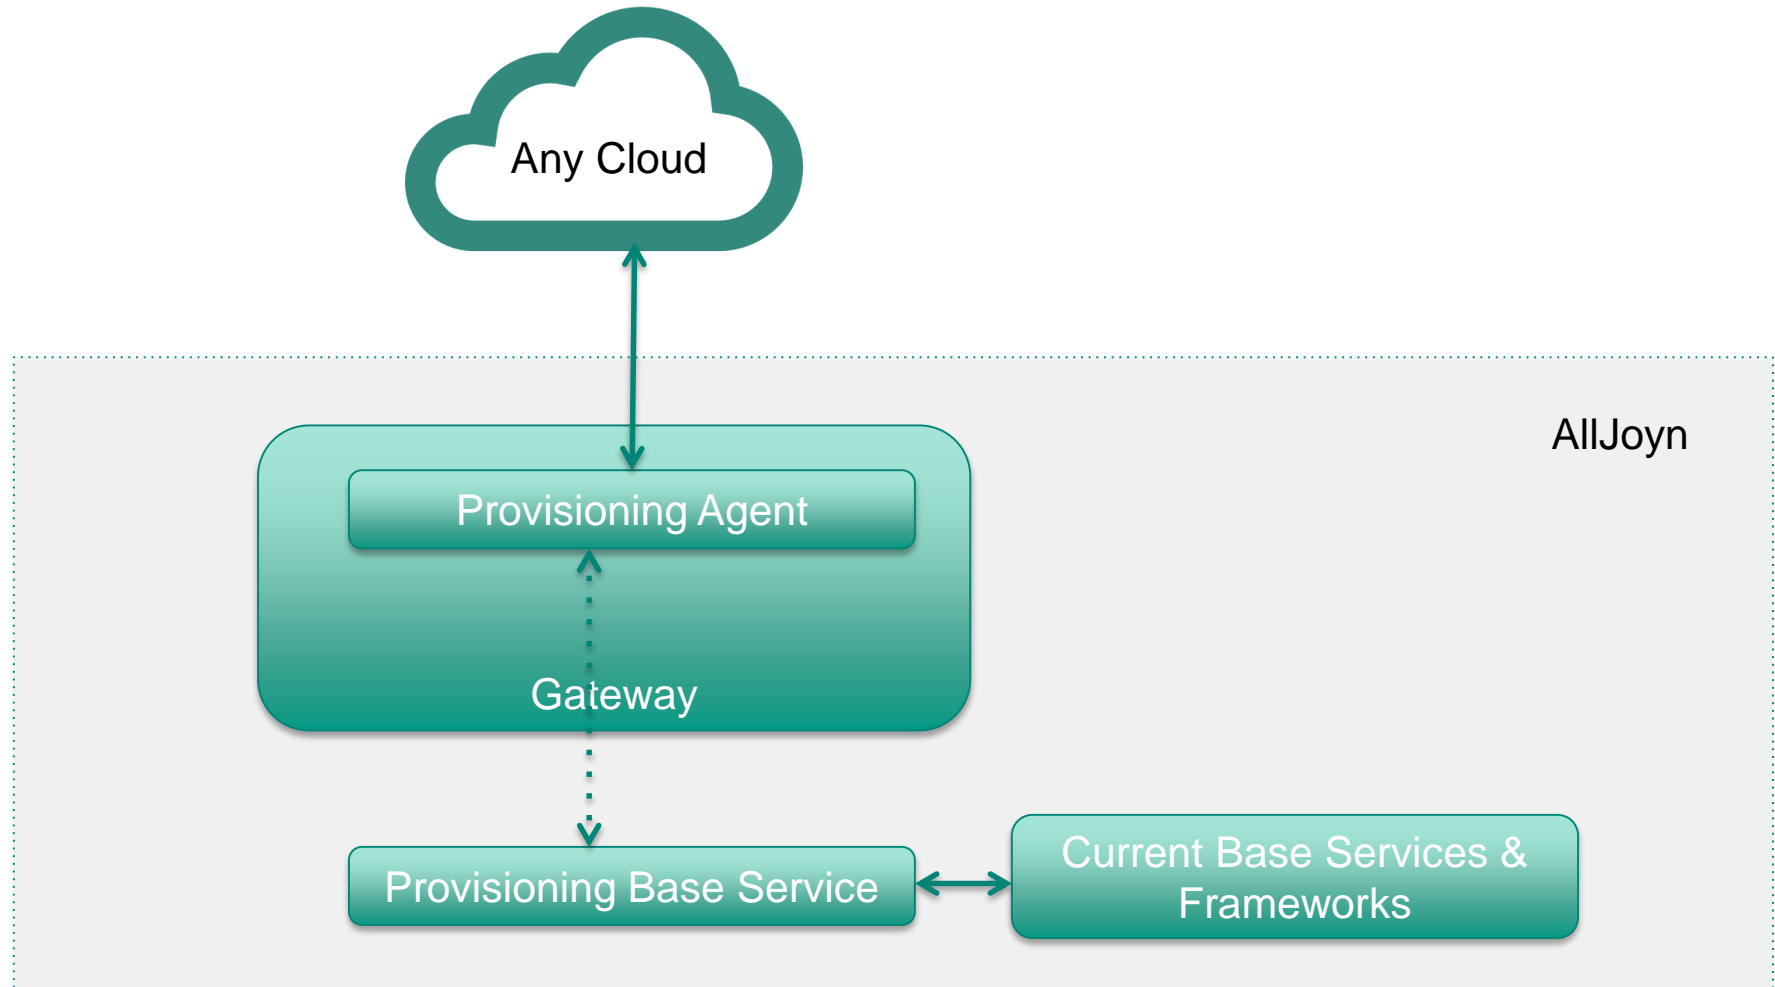 Any Cloud
AllJoyn
Provisioning Agent
Gateway
Provisioning Base Service
Current Base Services &
Frameworks